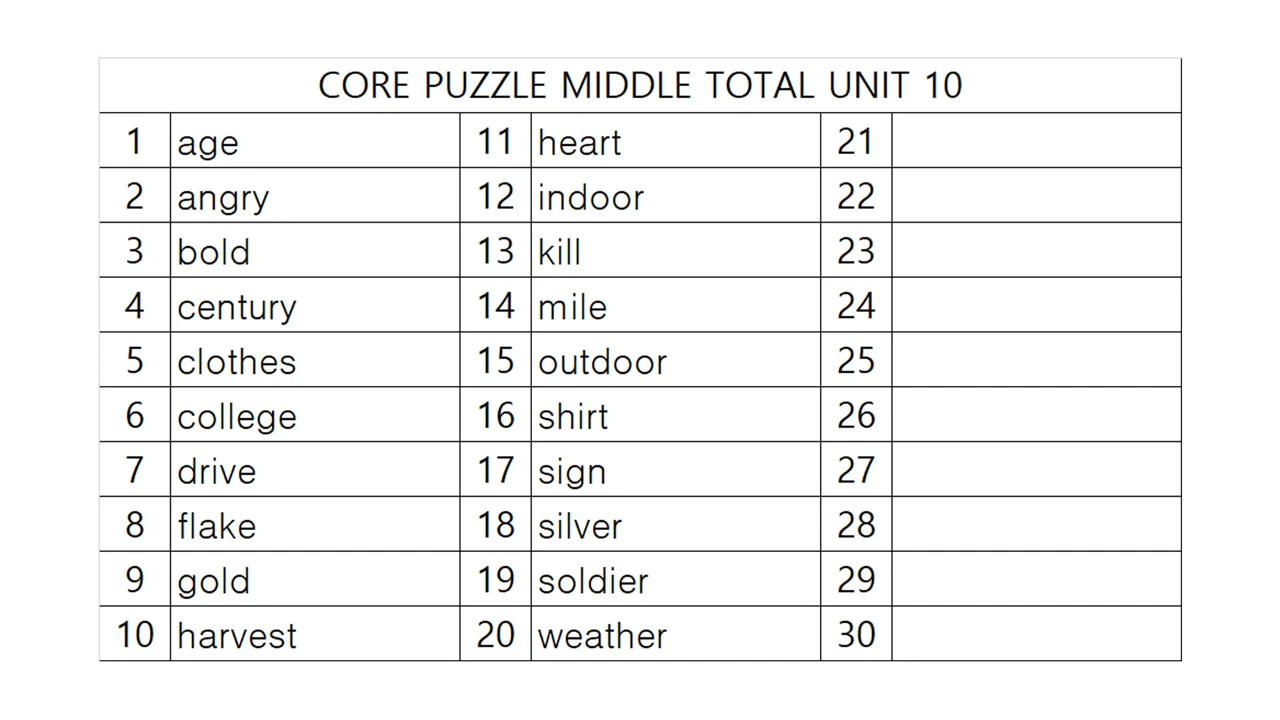 CORE PUZZLE MIDDLE TOTAL UNIT 10
1 age 11 heart 21
2 angry 12 indoor 22
3 bold 13 kill 23
4 century 14 mile 24
5 clothes 15 outdoor 25
6 college 16 shirt 26
7 drive 17 sign 27
8 flake 18 silver 28
9 gold 19 soldier 29
10 harvest 20 weather 30